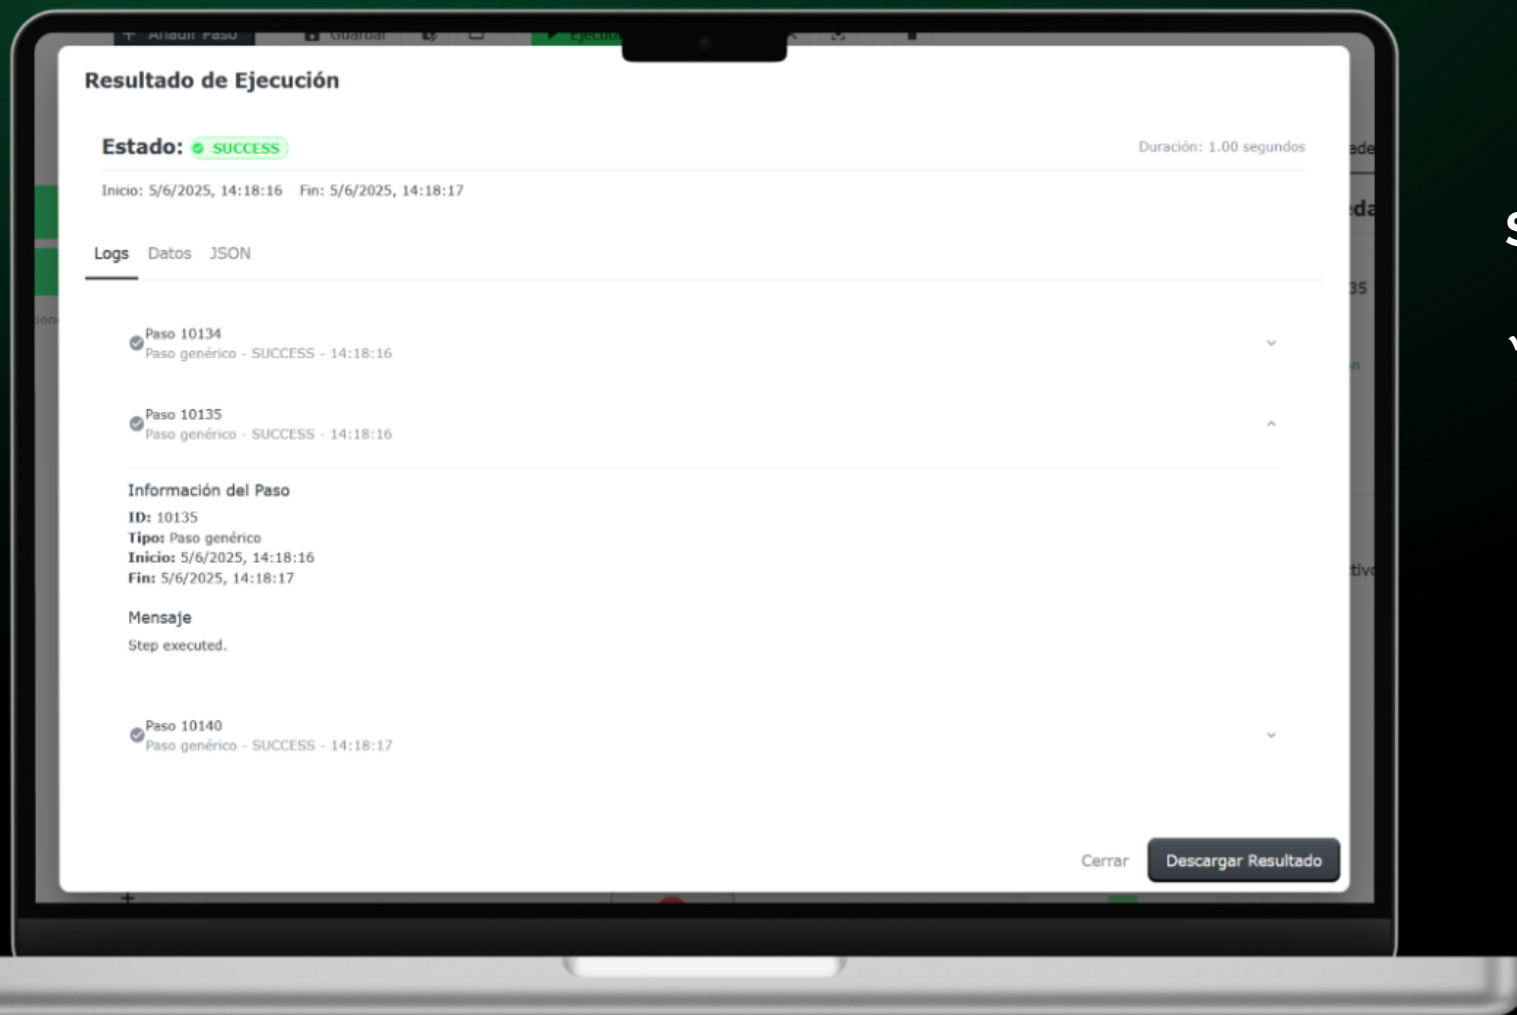 + Añadir Paso Guardar
Resultado de Ejecución
Estado: SUCCESS
Duración: 1.00 segundos
Inicio: 5/6/2025, 14:18:16 Fin: 5/6/2025, 14:18:17
Logs Datos JSON
35
Paso 10134
Paso genérico - SUCCESS - 14:18:16
Paso 10135
Paso genérico - SUCCESS - 14:18:16
Información del Paso
ID: 10135
Tipo: Paso genérico
Inicio: 5/6/2025, 14:18:16
Fin: 5/6/2025, 14:18:17
Mensaje
Step executed.
Paso 10140
Paso genérico - SUCCESS - 14:18:17
Cerrar Descargar Resultado